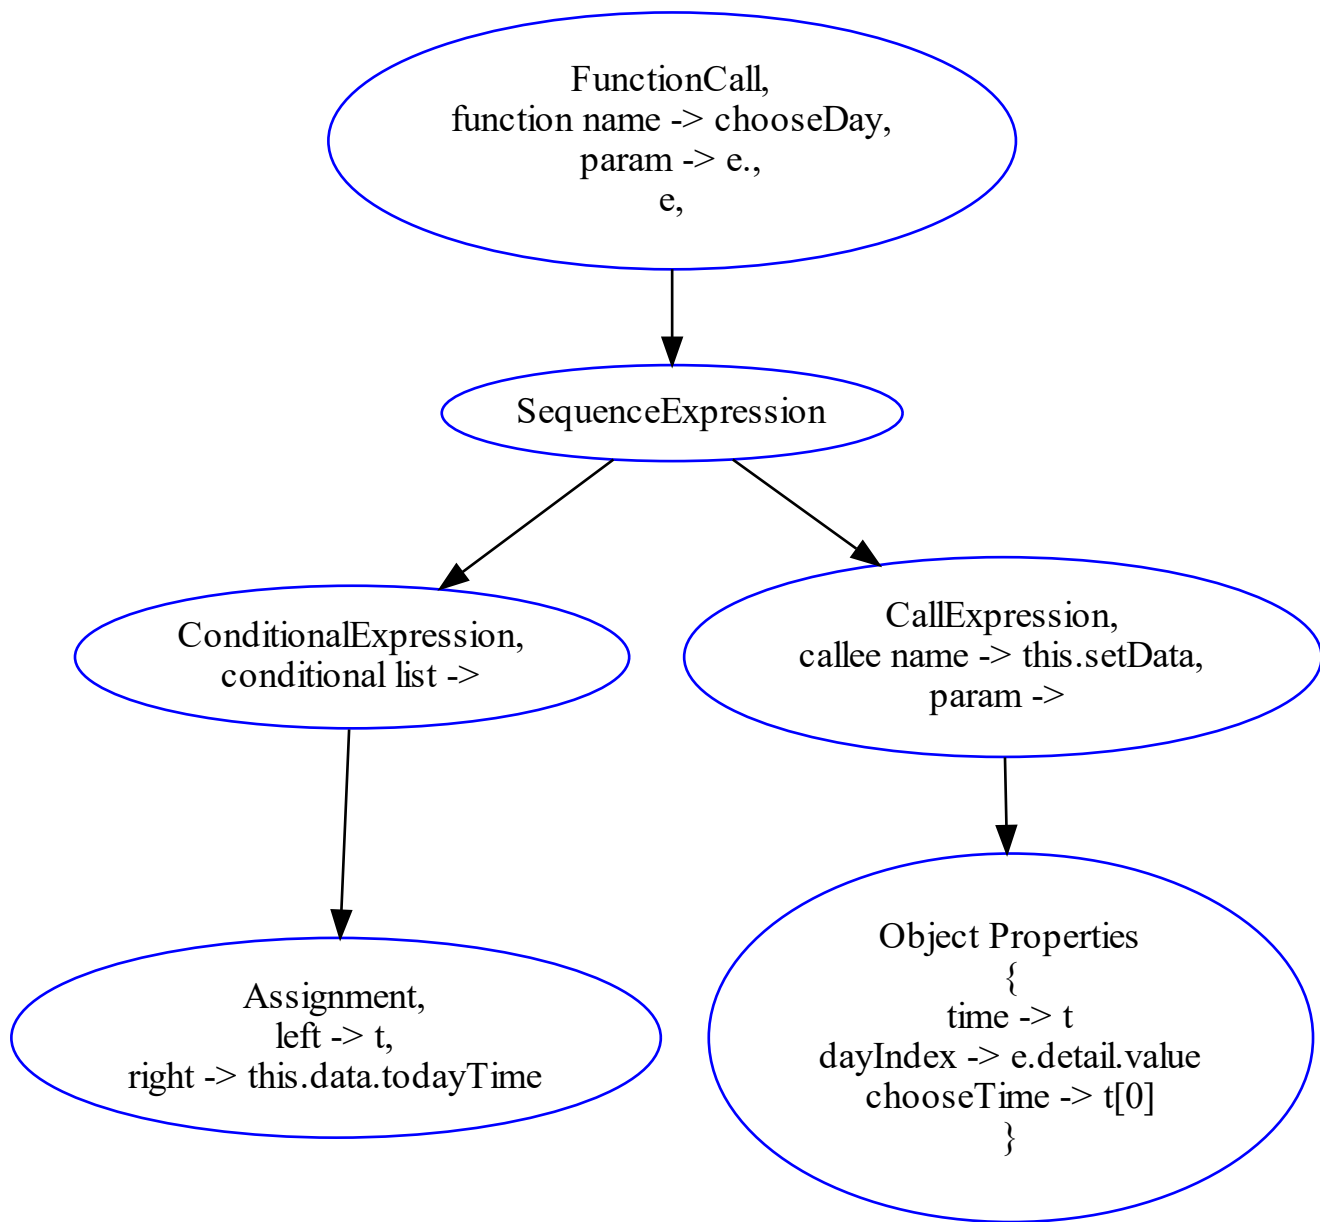 FunctionCall,
function name -> chooseDay,
param -> e.,
e,
SequenceExpression
ConditionalExpression,
conditional list ->
CallExpression,
callee name -> this.setData,
param ->
Assignment,
left -> t,
right -> this.data.todayTime
Object Properties
{
time -> t
dayIndex -> e.detail.value
chooseTime -> t[0]
}